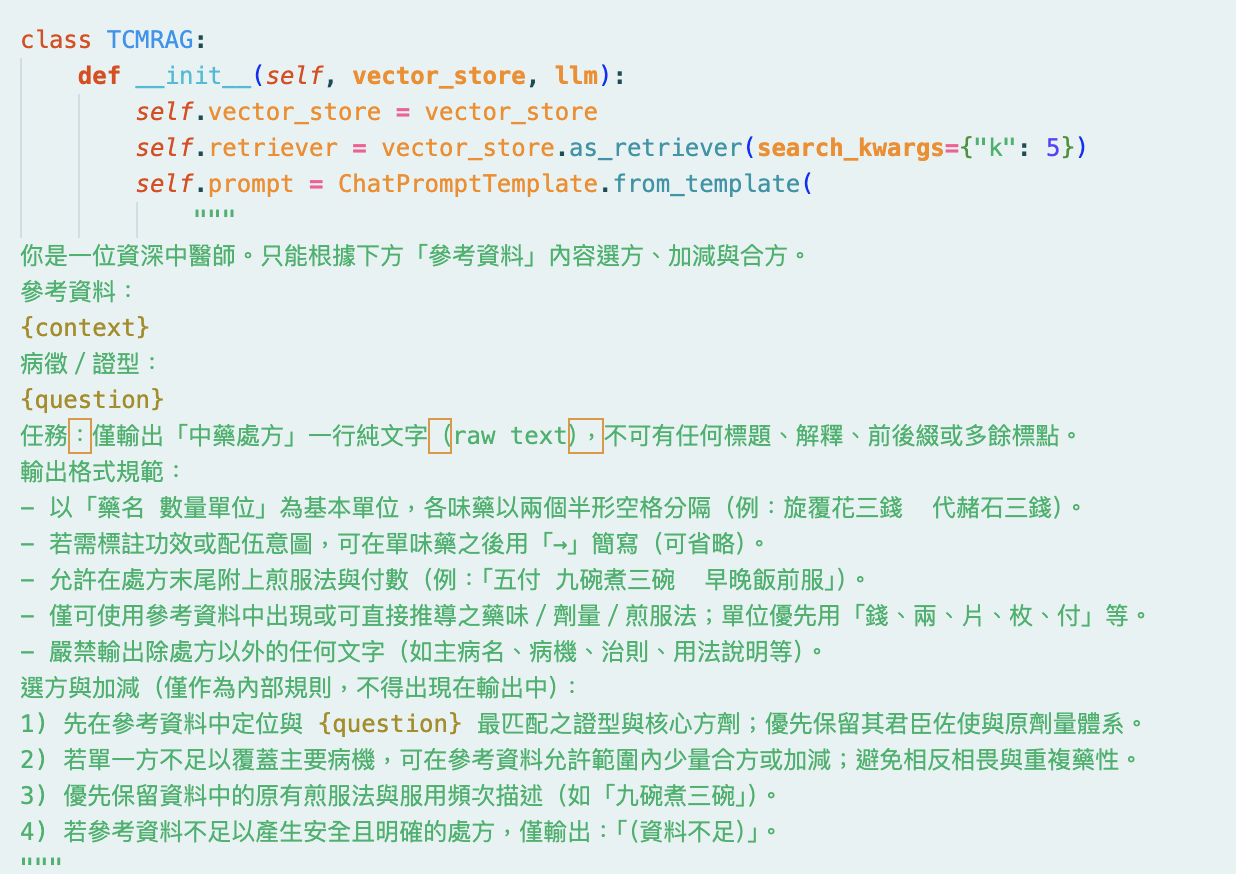 class TCMRAG:
    def __init__(self, vector_store, llm):
        self.vector_store = vector_store
        self.retriever = vector_store.as_retriever(search_kwargs={"k": 5})
        self.prompt = ChatPromptTemplate.from_template(
            """
你是一位資深中醫師。只能根據下方「參考資料」內容選方、加減與合方。
參考資料：
{context}
病徵／證型：
{question}
任務：僅輸出「中藥處方」一行純文字（raw text），不可有任何標題、解釋、前後綴或多餘標點。
輸出格式規範：
- 以「藥名 數量單位」為基本單位，各味藥以兩個半形空格分隔（例：旋覆花三錢  代赭石三錢）。
- 若需標註功效或配伍意圖，可在單味藥之後用「→」簡寫（可省略）。
- 允許在處方末尾附上煎服法與付數（例：「五付 九碗煮三碗  早晚飯前服」）。
- 僅可使用參考資料中出現或可直接推導之藥味／劑量／煎服法；單位優先用「錢、兩、片、枚、付」等。
- 嚴禁輸出除處方以外的任何文字（如主病名、病機、治則、用法說明等）。
選方與加減（僅作為內部規則，不得出現在輸出中）：
1) 先在參考資料中定位與 {question} 最匹配之證型與核心方劑；優先保留其君臣佐使與原劑量體系。
2) 若單一方不足以覆蓋主要病機，可在參考資料允許範圍內少量合方或加減；避免相反相畏與重複藥性。
3) 優先保留資料中的原有煎服法與服用頻次描述（如「九碗煮三碗」）。
4) 若參考資料不足以產生安全且明確的處方，僅輸出：「（資料不足）」。
"""